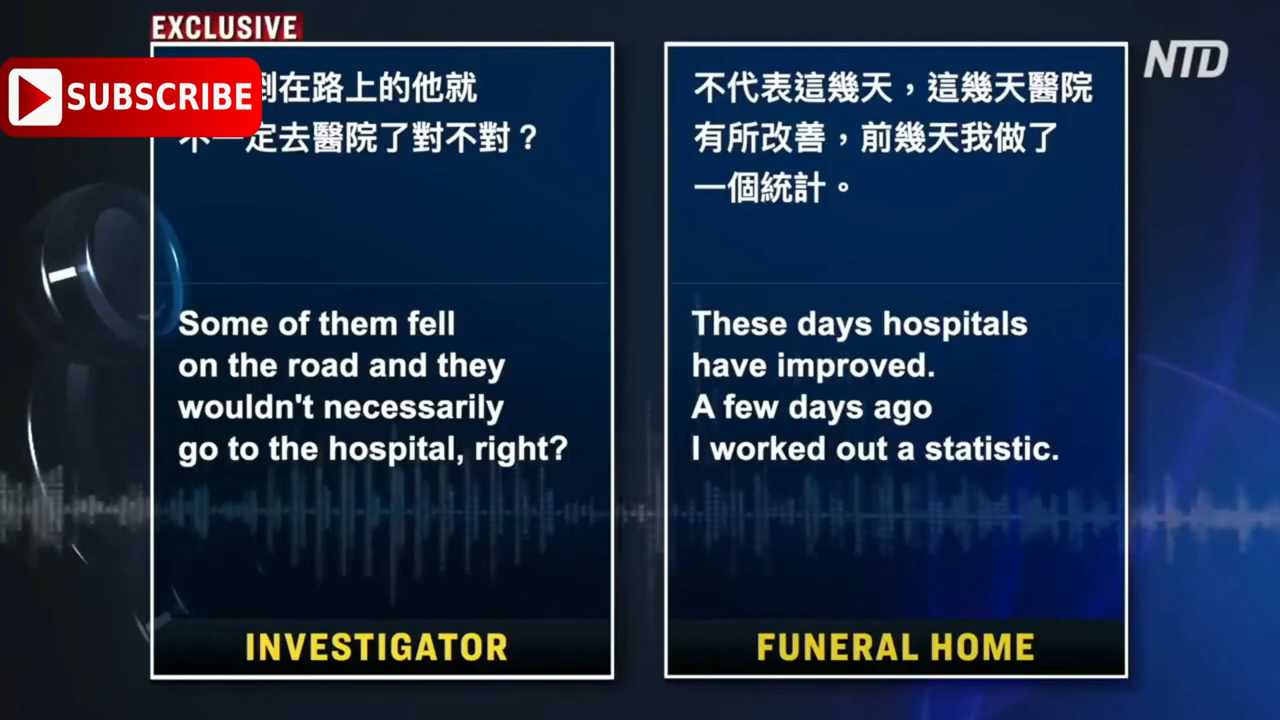 EXCLUSIVE
NTD
SUBSCRIBE
倒在路上的他就
不一定去醫院了對不對？
Some of them fell
on the road and they
wouldn't necessarily
go to the hospital, right?
INVESTIGATOR
不代表這幾天，這幾天醫院
有所改善，前幾天我做了
一個統計。
These days hospitals
have improved.
A few days ago
I worked out a statistic.
FUNERAL HOME